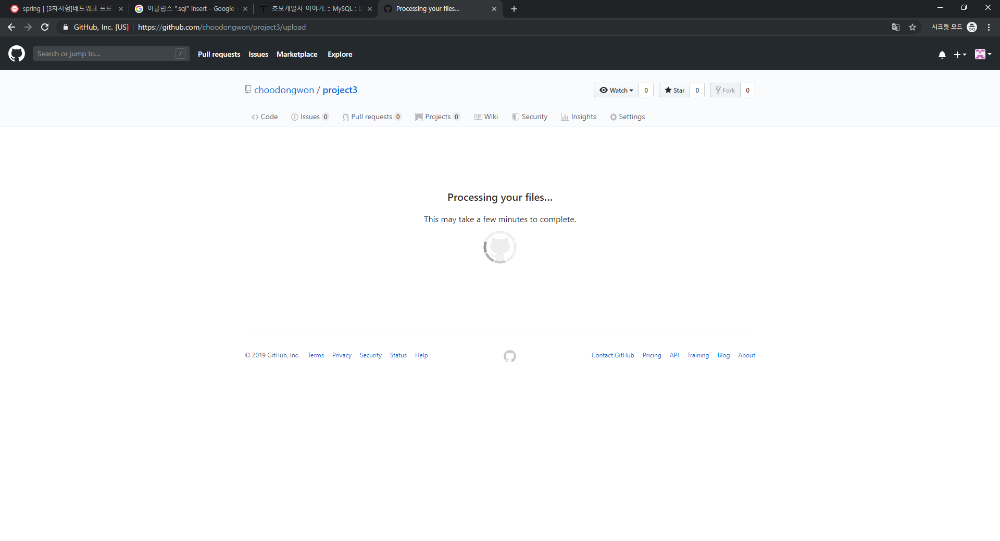 spring | [3차시험]네트워크 프로
이클립스 ".sql" insert - Google
초보개발자 이야기. :: MySQL : U
Processing your files...
GitHub, Inc. [US]
https://github.com/choodongwon/project3/upload
시크릿 모드
Search or jump to...
/
Pull requests
Issues
Marketplace
Explore
choodongwon / project3
Watch 0
Star 0
Fork 0
Code
Issues 0
Pull requests 0
Projects 0
Wiki
Security
Insights
Settings
Processing your files...
This may take a few minutes to complete.
© 2019 GitHub, Inc.
Terms
Privacy
Security
Status
Help
Contact GitHub
Pricing
API
Training
Blog
About